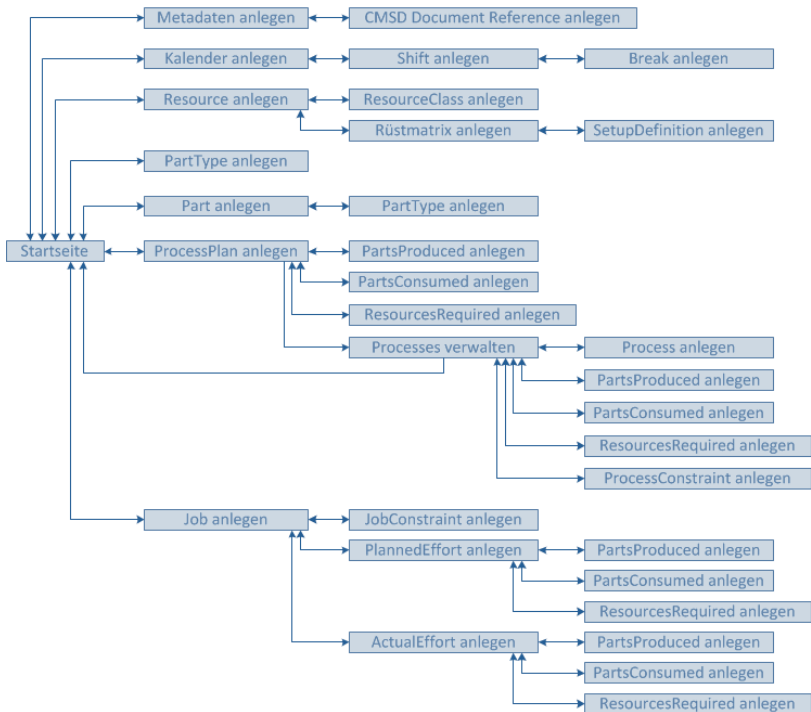 Metadaten anlegen
CMSD Document Reference anlegen
Kalender anlegen
Shift anlegen
Break anlegen
Resource anlegen
ResourceClass anlegen
Rüstmatrix anlegen
SetupDefinition anlegen
PartType anlegen
Part anlegen
PartType anlegen
Startseite
ProcessPlan anlegen
PartsProduced anlegen
PartsConsumed anlegen
ResourcesRequired anlegen
Processes verwalten
Process anlegen
PartsProduced anlegen
PartsConsumed anlegen
ResourcesRequired anlegen
ProcessConstraint anlegen
Job anlegen
JobConstraint anlegen
PlannedEffort anlegen
PartsProduced anlegen
PartsConsumed anlegen
ResourcesRequired anlegen
ActualEffort anlegen
PartsProduced anlegen
PartsConsumed anlegen
ResourcesRequired anlegen